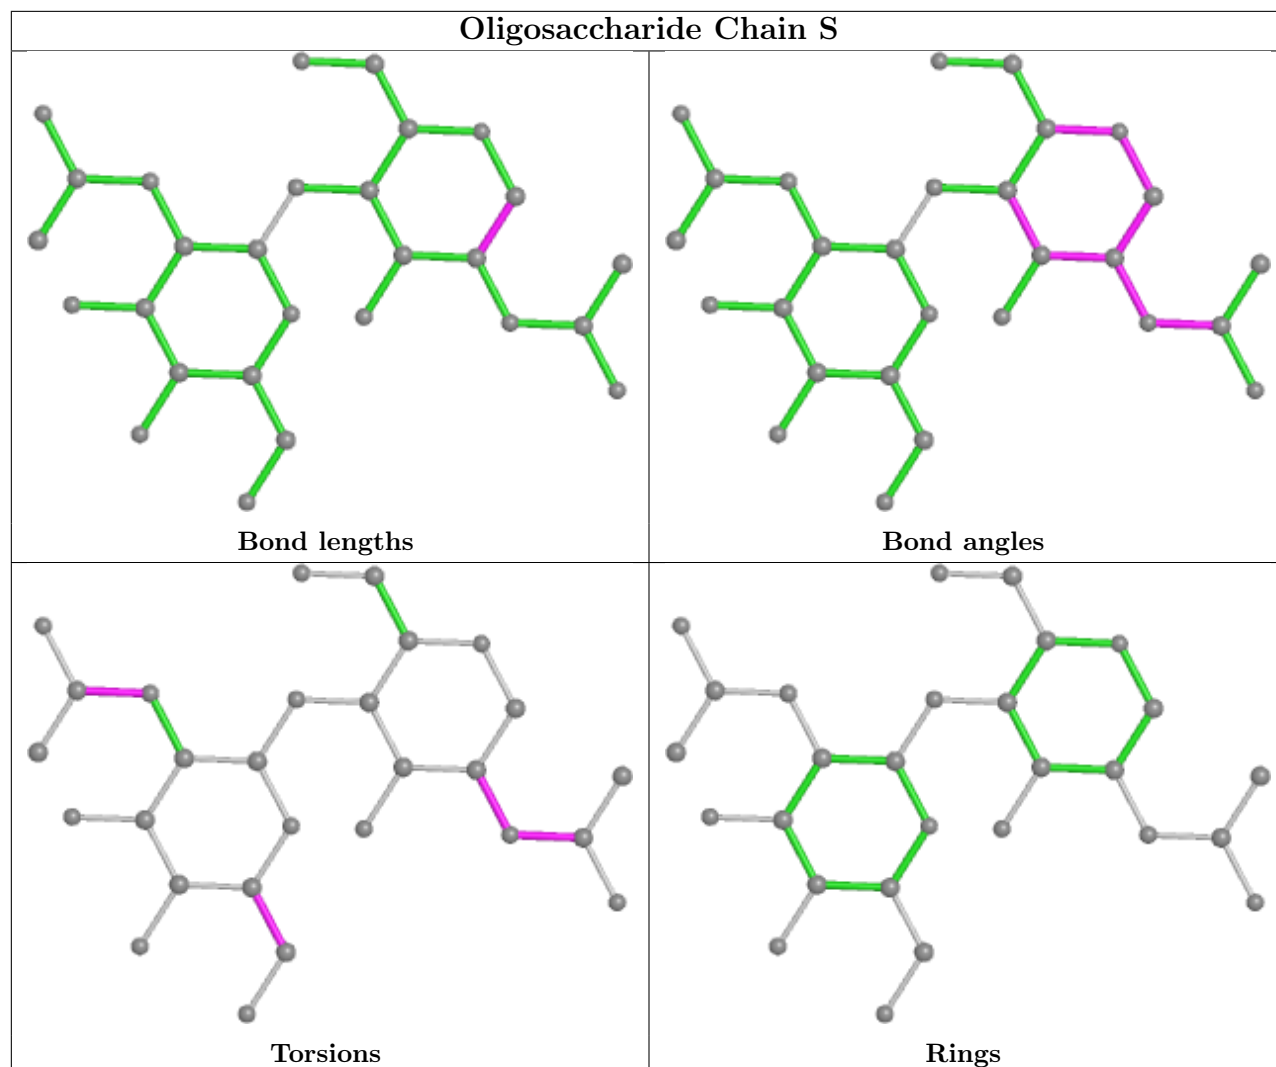 Oligosaccharide Chain S
Bond lengths
Bond angles
Torsions
Rings